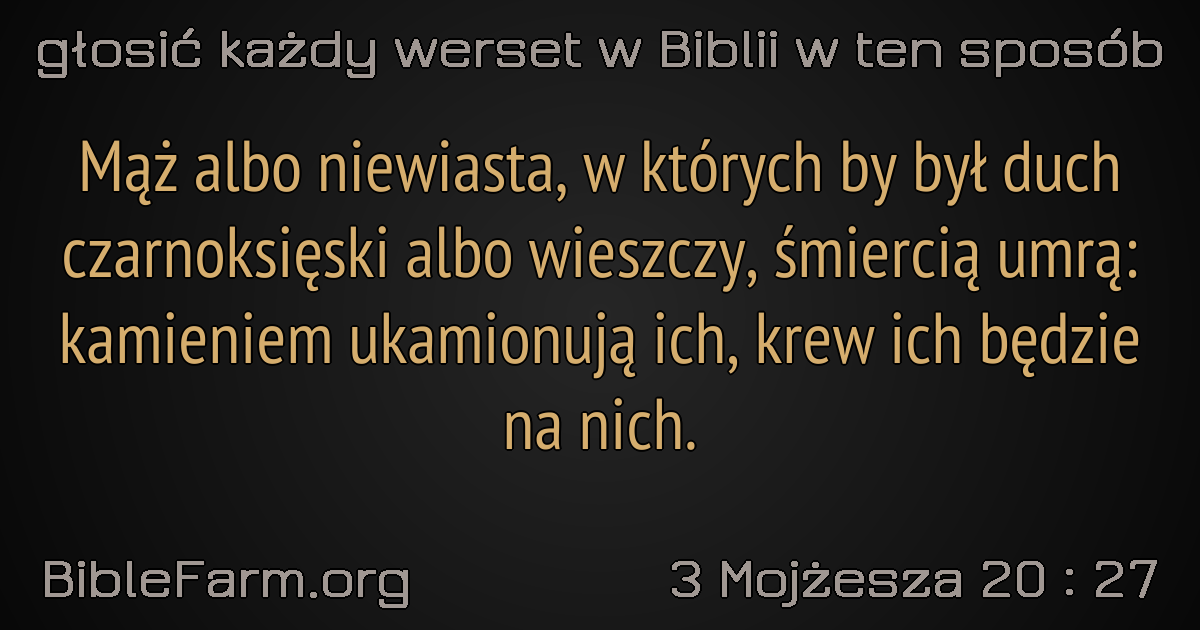 głosić każdy werset w Biblii w ten sposób
Mąż albo niewiasta, w których by był duch
czarnoksięski albo wieszczy, śmiercią umrą:
kamieniem ukamionują ich, krew ich będzie
na nich.
BibleFarm.org
3 Mojżesza 20 : 27